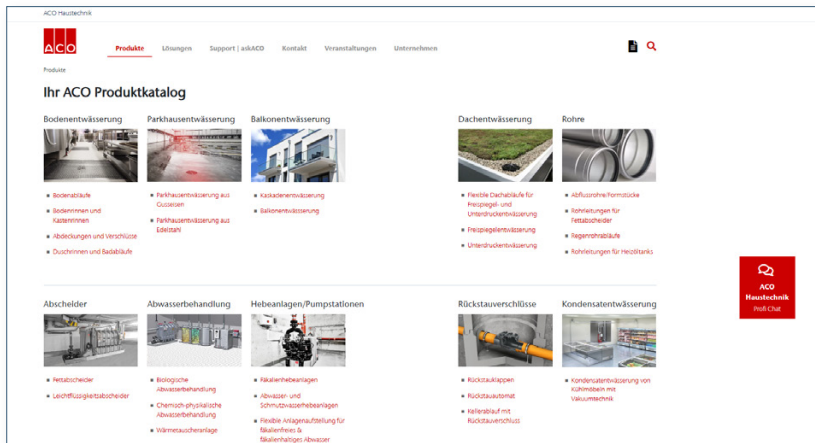 ACO Haustechnik
ACO
Produkte Lösungen Support | askACO Kontakt Veranstaltungen Unternehmen
Produkte
Ihr ACO Produktkatalog
Bodenentwässerung
Bodenabläufe
Bodenrinnen und
Kastenrinnen
Abdeckungen und Verschlüsse
Duschrinnen und Badabläufe
Parkhausentwässerung
Parkhausentwässerung aus
Gusseisen
Parkhausentwässerung aus
Edelstahl
Balkonentwässerung
Kaskadenentwässerung
Balkonentwässerung
Dachentwässerung
Flexible Dachabläufe für
Freispiegel- und
Unterdruckentwässerung
Freispiegelentwässerung
Unterdruckentwässerung
Rohre
Abflussrohre/Formstücke
Rohrleitungen für
Fettabscheider
Regenrohrabläufe
Rohrleitungen für Heizöltanks
Abscheider
Fettabscheider
Leichtflüssigkeitsabscheider
Abwasserbehandlung
Biologische
Abwasserbehandlung
Chemisch-physikalische
Abwasserbehandlung
Wärmetauscheranlage
Hebeanlagen/Pumpstationen
Fäkalienhebeanlagen
Abwasser- und
Schmutzwasserhebeanlagen
Flexible Anlagenaufstellung für
fäkalienfreies &
fäkalienhaltiges Abwasser
Rückstauverschlüsse
Rückstauklappen
Rückstauautomat
Kellerablauf mit
Rückstauverschluss
Kondensatentwässerung
Kondensatentwässerung von
Kühlmöbeln mit
Vakuumtechnik
ACO
Haustechnik
Profi Chat